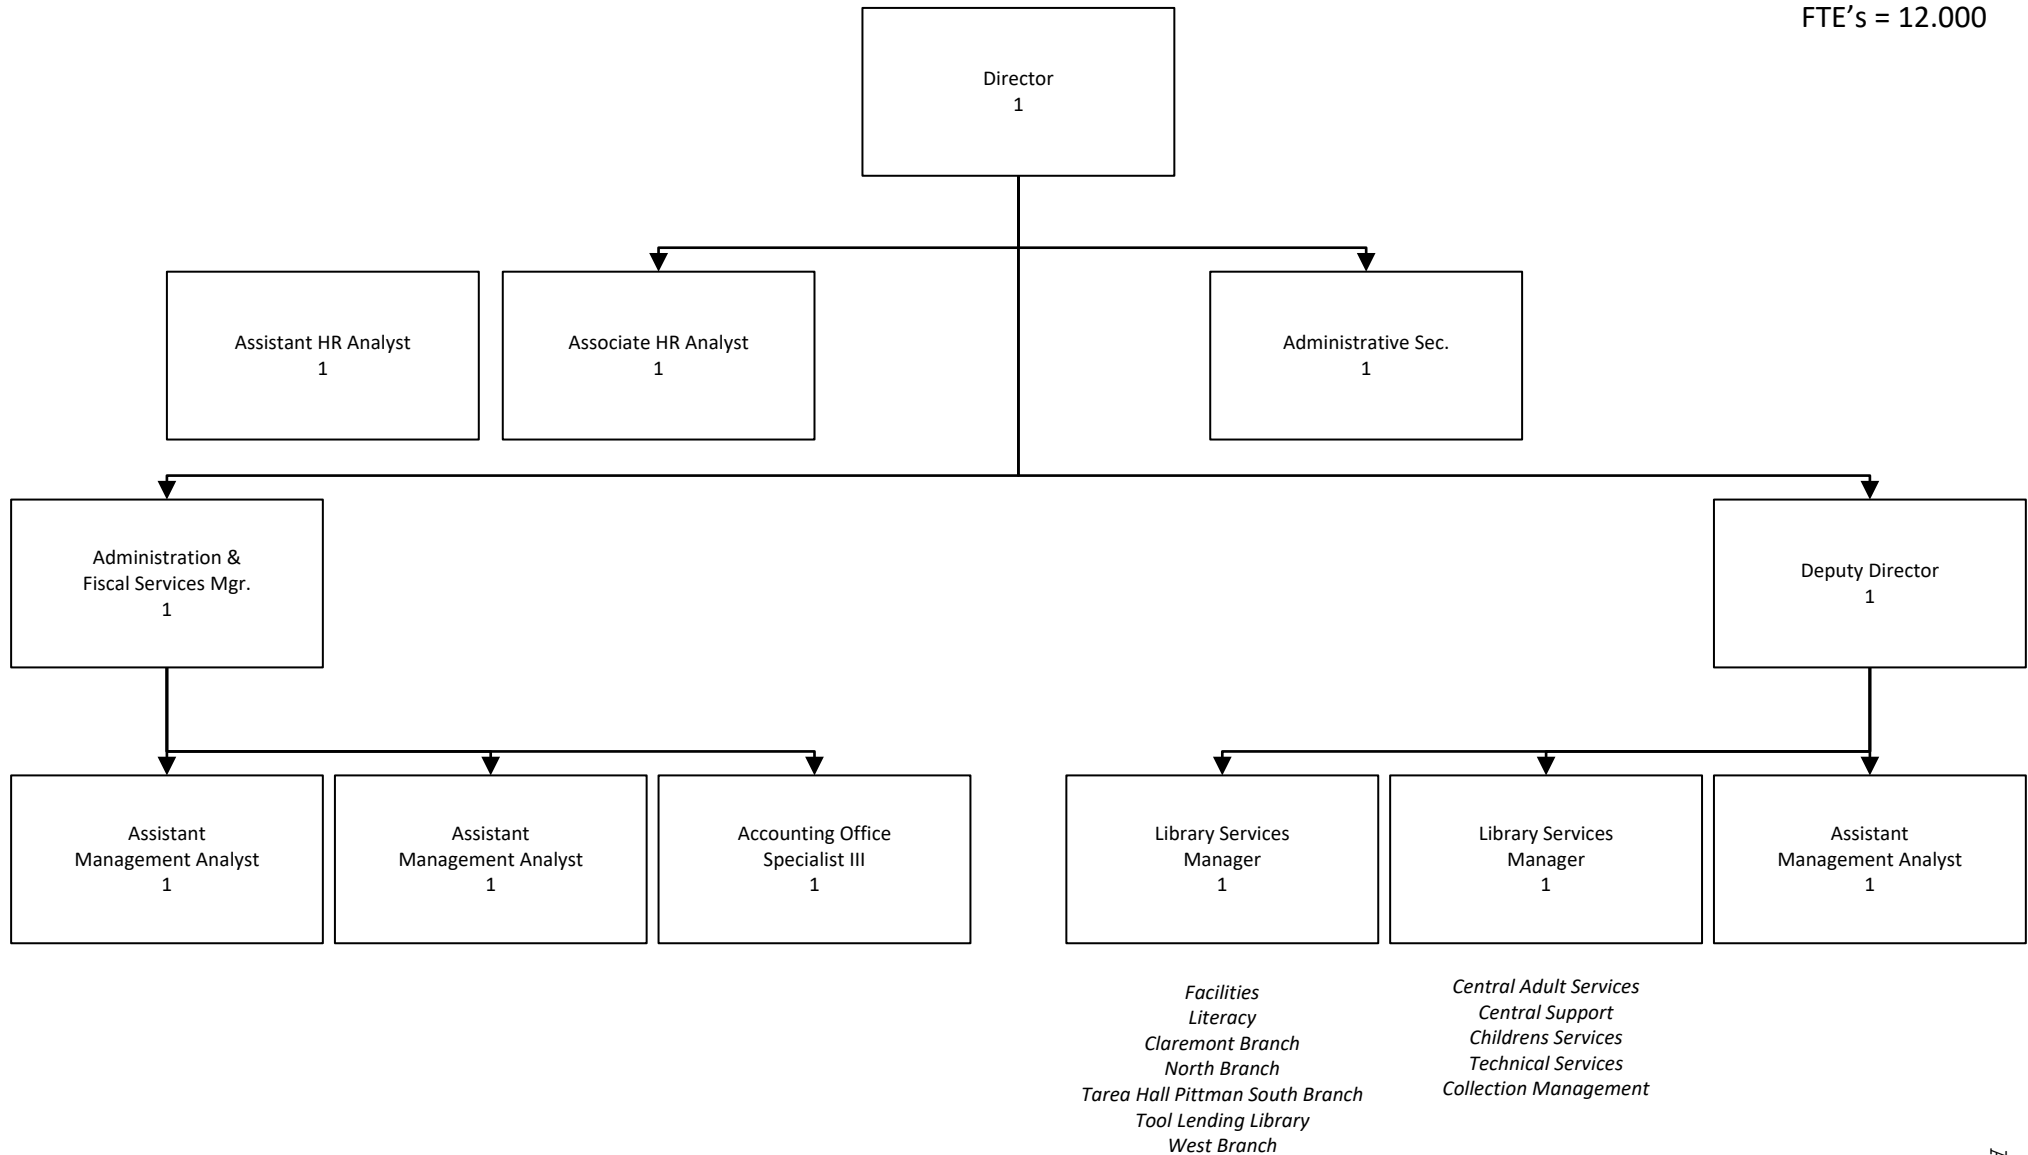 FTE's = 12.000
Director
1
Assistant HR Analyst
1
Associate HR Analyst
1
Administrative Sec.
1
Administration &
Fiscal Services Mgr.
1
Deputy Director
1
Assistant
Management Analyst
1
Assistant
Management Analyst
1
Accounting Office
Specialist III
1
Library Services
Manager
1
Library Services
Manager
1
Assistant
Management Analyst
1
Facilities
Literacy
Claremont Branch
North Branch
Tarea Hall Pittman South Branch
Tool Lending Library
West Branch
Central Adult Services
Central Support
Childrens Services
Technical Services
Collection Management